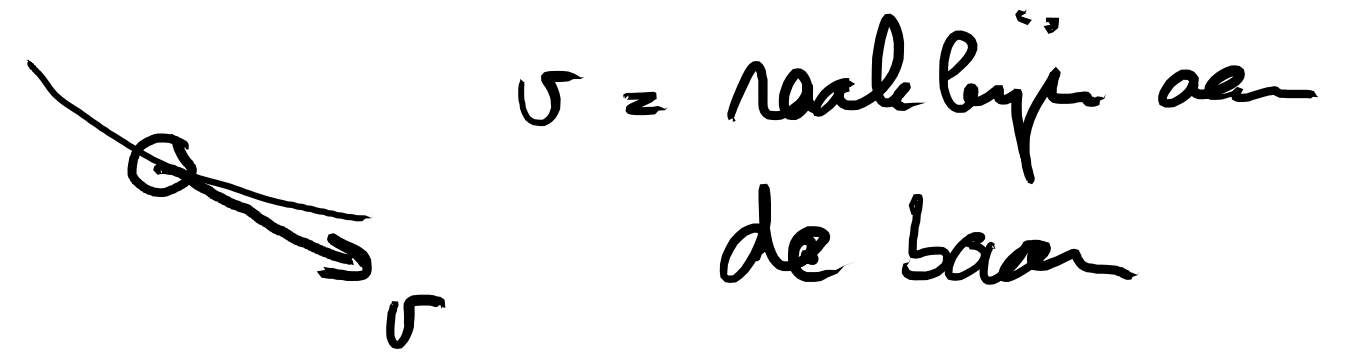 v = raaklijn aan
de baan
v